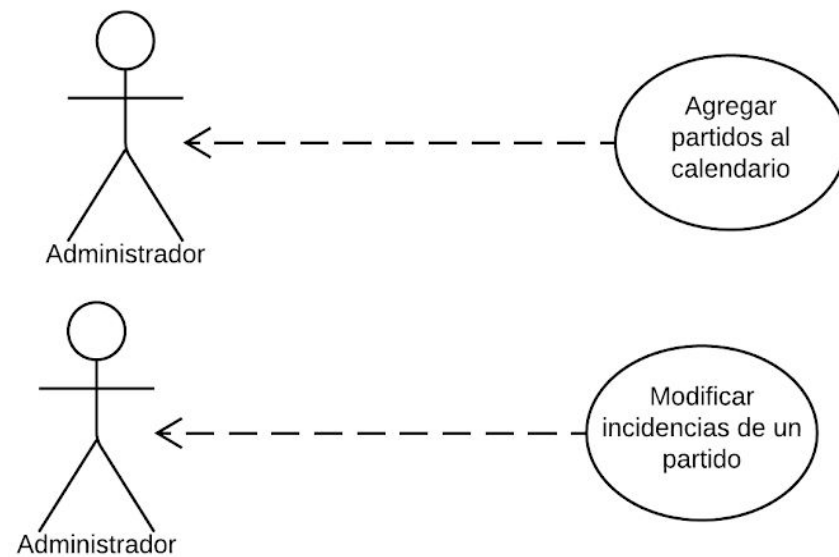 Agregar
partidos al
calendario
Administrador
Modificar
incidencias de un
partido
Administrador